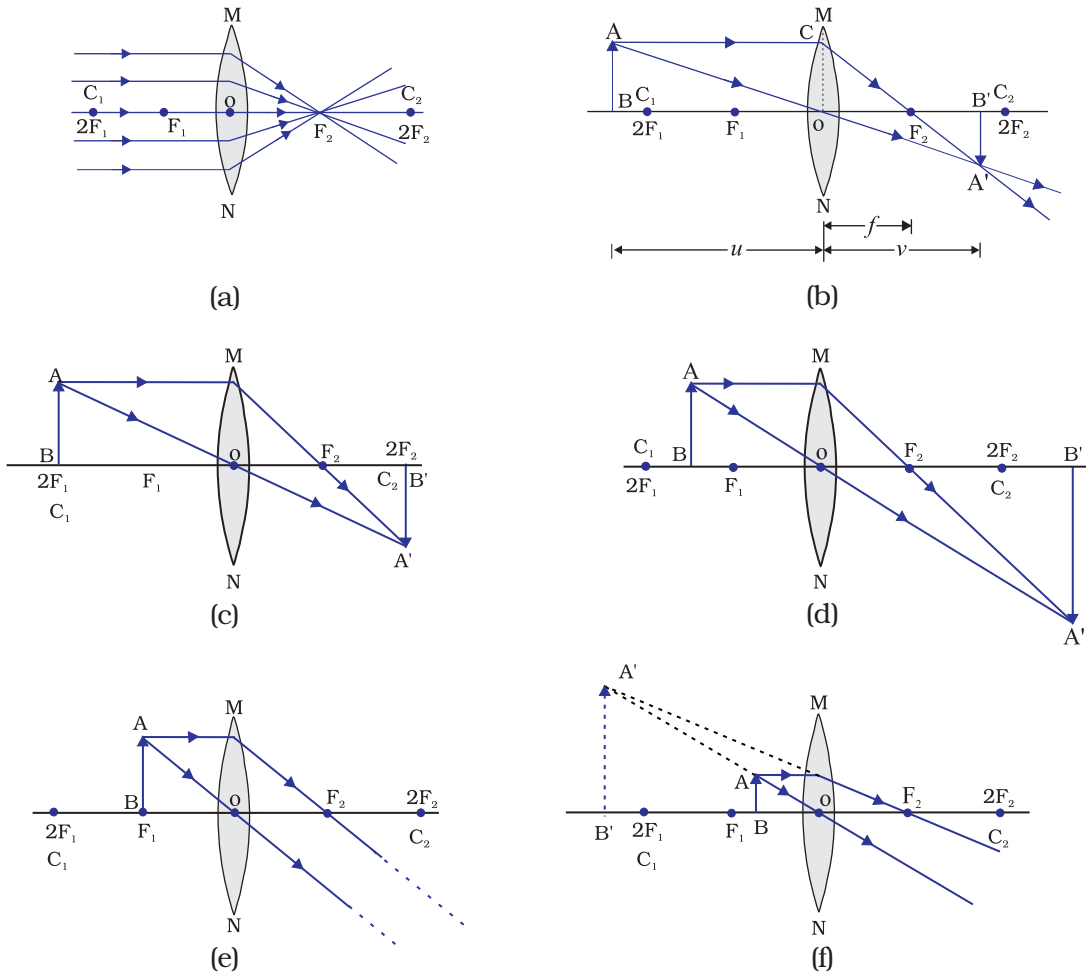 M
C₁ O C₂
2F₁ F₁ F₂ 2F₂
N
(a)
M
A C
B C₁ B' C₂
2F₁ F₁ O F₂ 2F₂
A'
N
f
u v
(b)
M
A
B O F₂ 2F₂
2F₁ F₁ C₂ B'
C₁
A'
N
(c)
M
A
C₁ B O F₂ 2F₂ B'
2F₁ F₁ C₂
N
A'
(d)
M
A
B O F₂ 2F₂
2F₁ F₁ C₂
C₁
N
(e)
A'
M
A
O F₂ 2F₂
B' 2F₁ F₁ B C₂
C₁
N
(f)